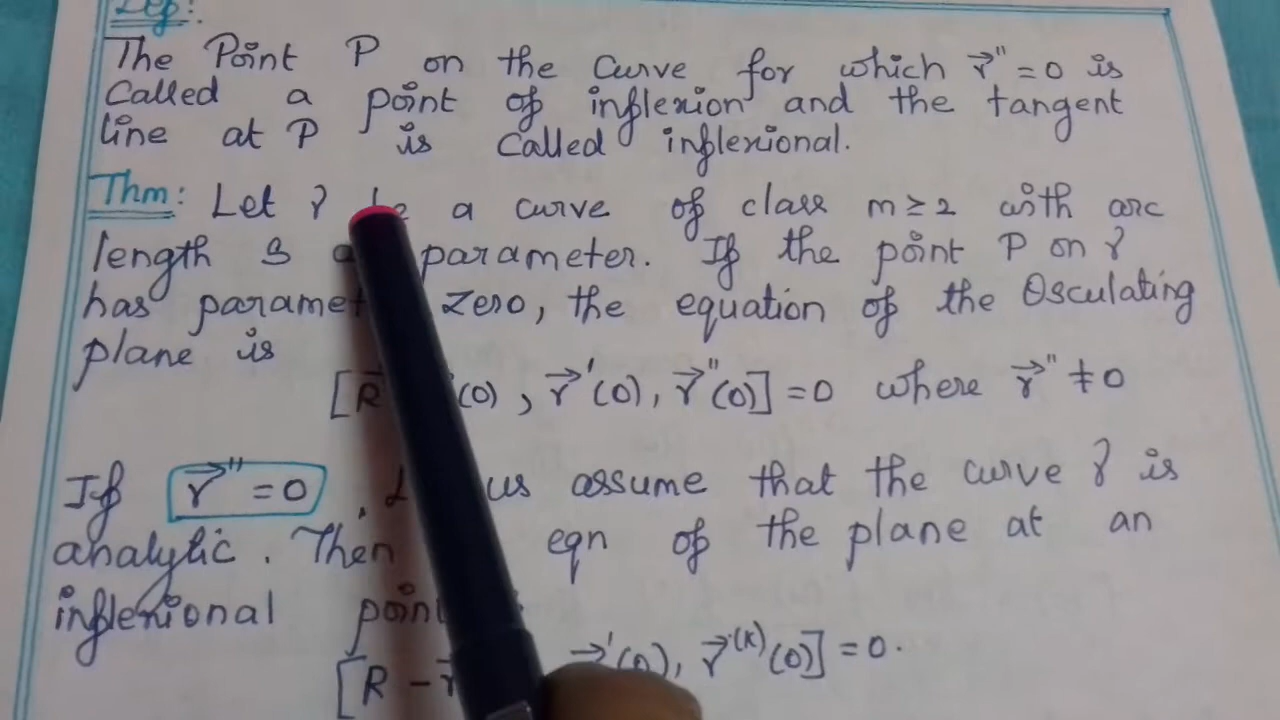 Def:
The Point P on the curve for which r⃗″ = 0 is
Called a point of inflexion and the tangent
line at P is called inflexional.
Thm: Let γ be a curve of class m ≥ 2 with arc
length s parameter. If the point P on γ
has zero, the equation of the Osculating
plane is
[R⃗ (0), r⃗′(0), r⃗″(0)] = 0 where r⃗″ ≠ 0
If r⃗″ = 0, us assume that the curve γ is
analytic. Then eqn of the plane at an
inflexional
[R - r⃗ ′(0), r⃗^(k)(0)] = 0.